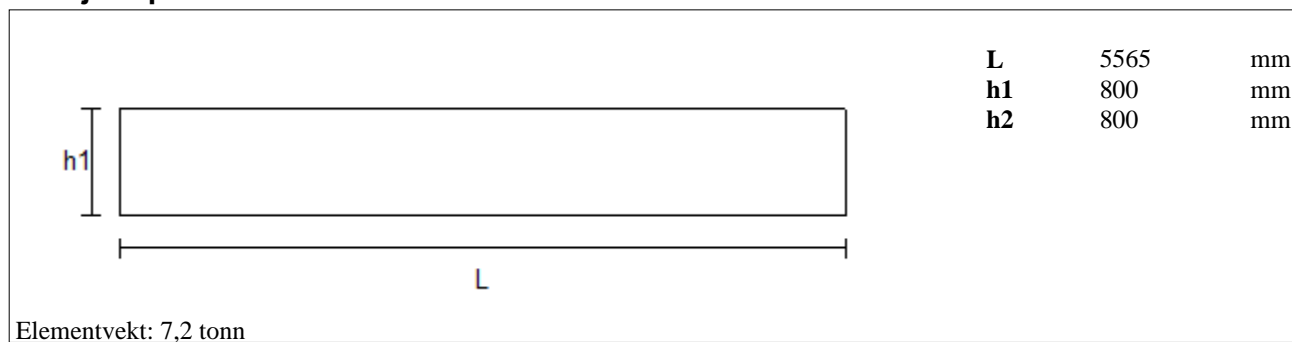 L 5565 mm
h1 800 mm
h2 800 mm
h1
L
Elementvekt: 7,2 tonn